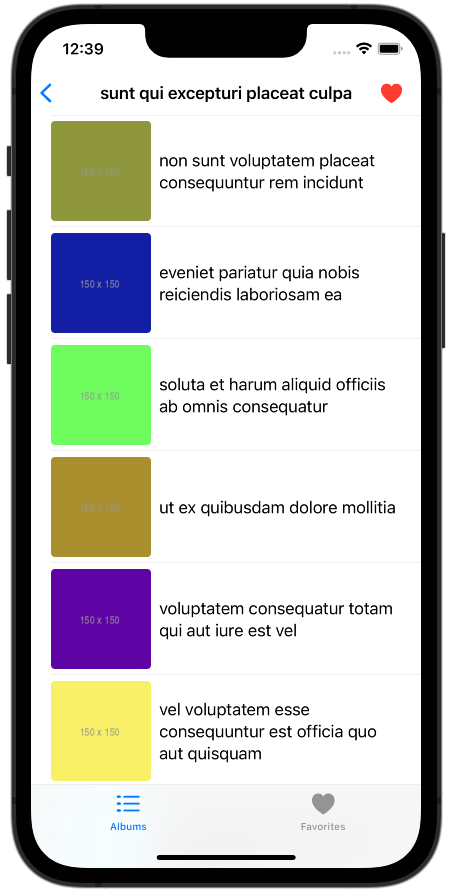 12:39
sunt qui excepturi placeat culpa
150 x 150
non sunt voluptatem placeat
consequuntur rem incidunt
150 x 150
eveniet pariatur quia nobis
reiciendis laboriosam ea
150 x 150
soluta et harum aliquid officiis
ab omnis consequatur
150 x 150
ut ex quibusdam dolore mollitia
150 x 150
voluptatem consequatur totam
qui aut iure est vel
150 x 150
vel voluptatem esse
consequuntur est officia quo
aut quisquam
Albums
Favorites